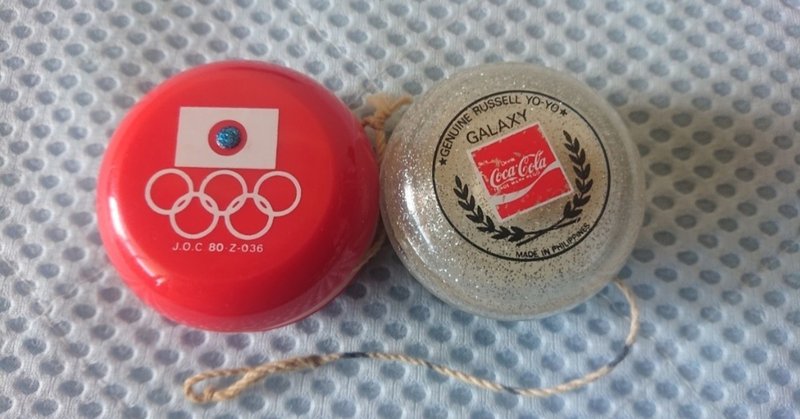 J.O.C 80-Z-036
★GENUINE RUSSELL YO-YO★
GALAXY
Coca-Cola
MADE IN PHILIPPINES